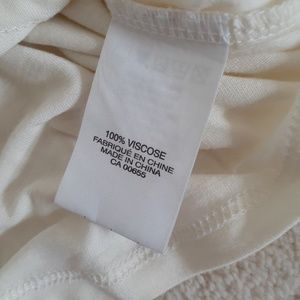 100% VISCOSE
FABRIQUÉ EN CHINE
MADE IN CHINA
CA 00655